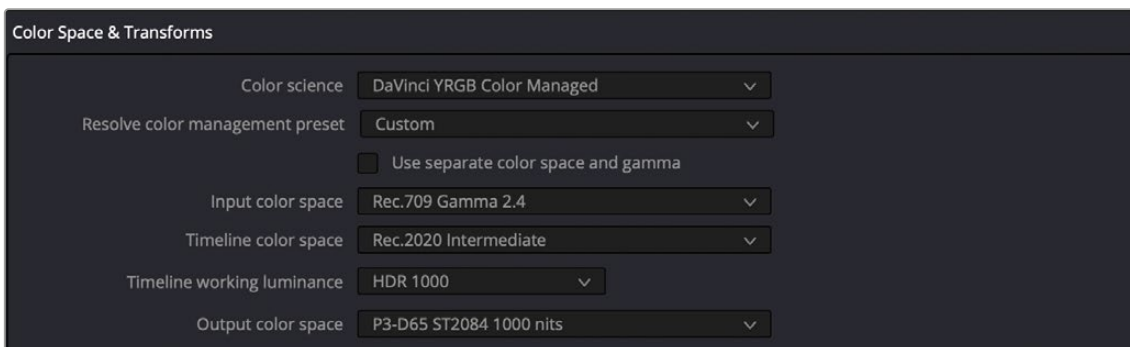 Color Space & Transforms
Color science DaVinci YRGB Color Managed
Resolve color management preset Custom
Use separate color space and gamma
Input color space Rec.709 Gamma 2.4
Timeline color space Rec.2020 Intermediate
Timeline working luminance HDR 1000
Output color space P3-D65 ST2084 1000 nits